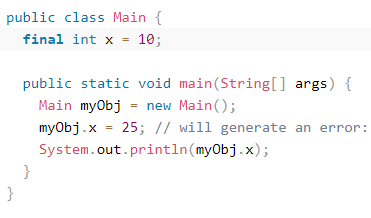 public class Main {
  final int x = 10;

  public static void main(String[] args) {
    Main myObj = new Main();
    myObj.x = 25; // will generate an error:
    System.out.println(myObj.x);
  }
}